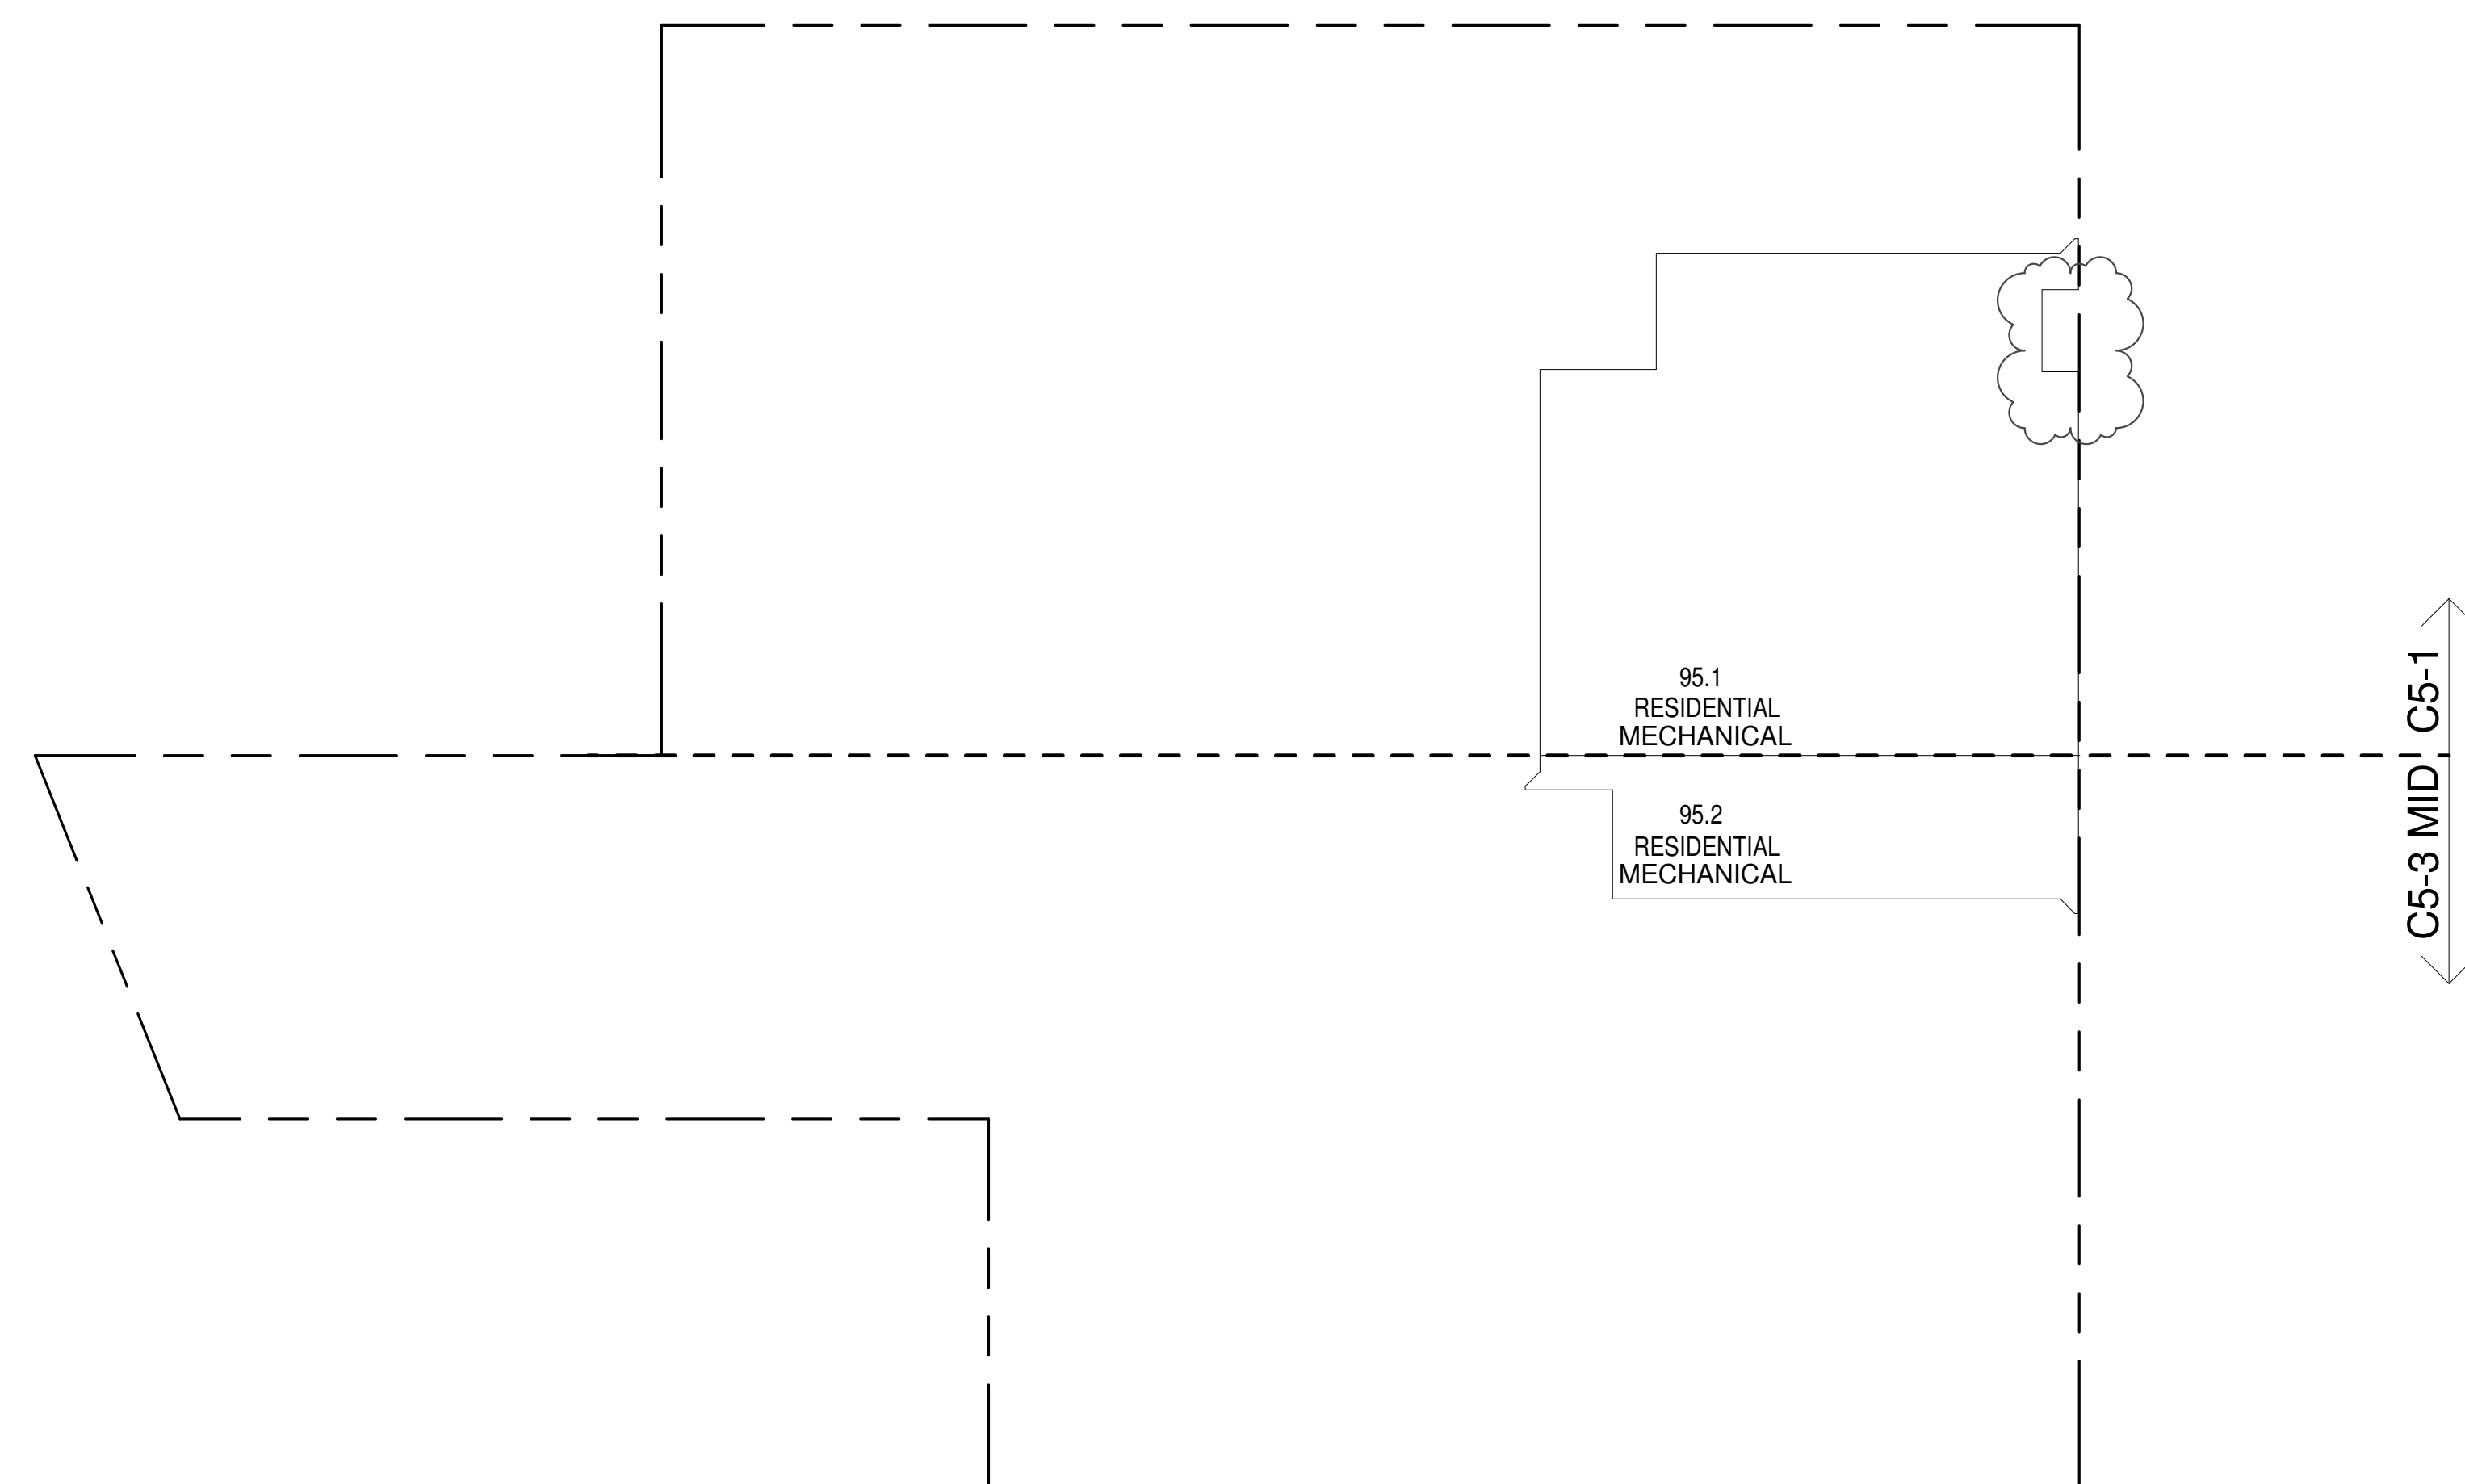 95.1
RESIDENTIAL
MECHANICAL
95.2
RESIDENTIAL
MECHANICAL
C5-3 MID
C5-1